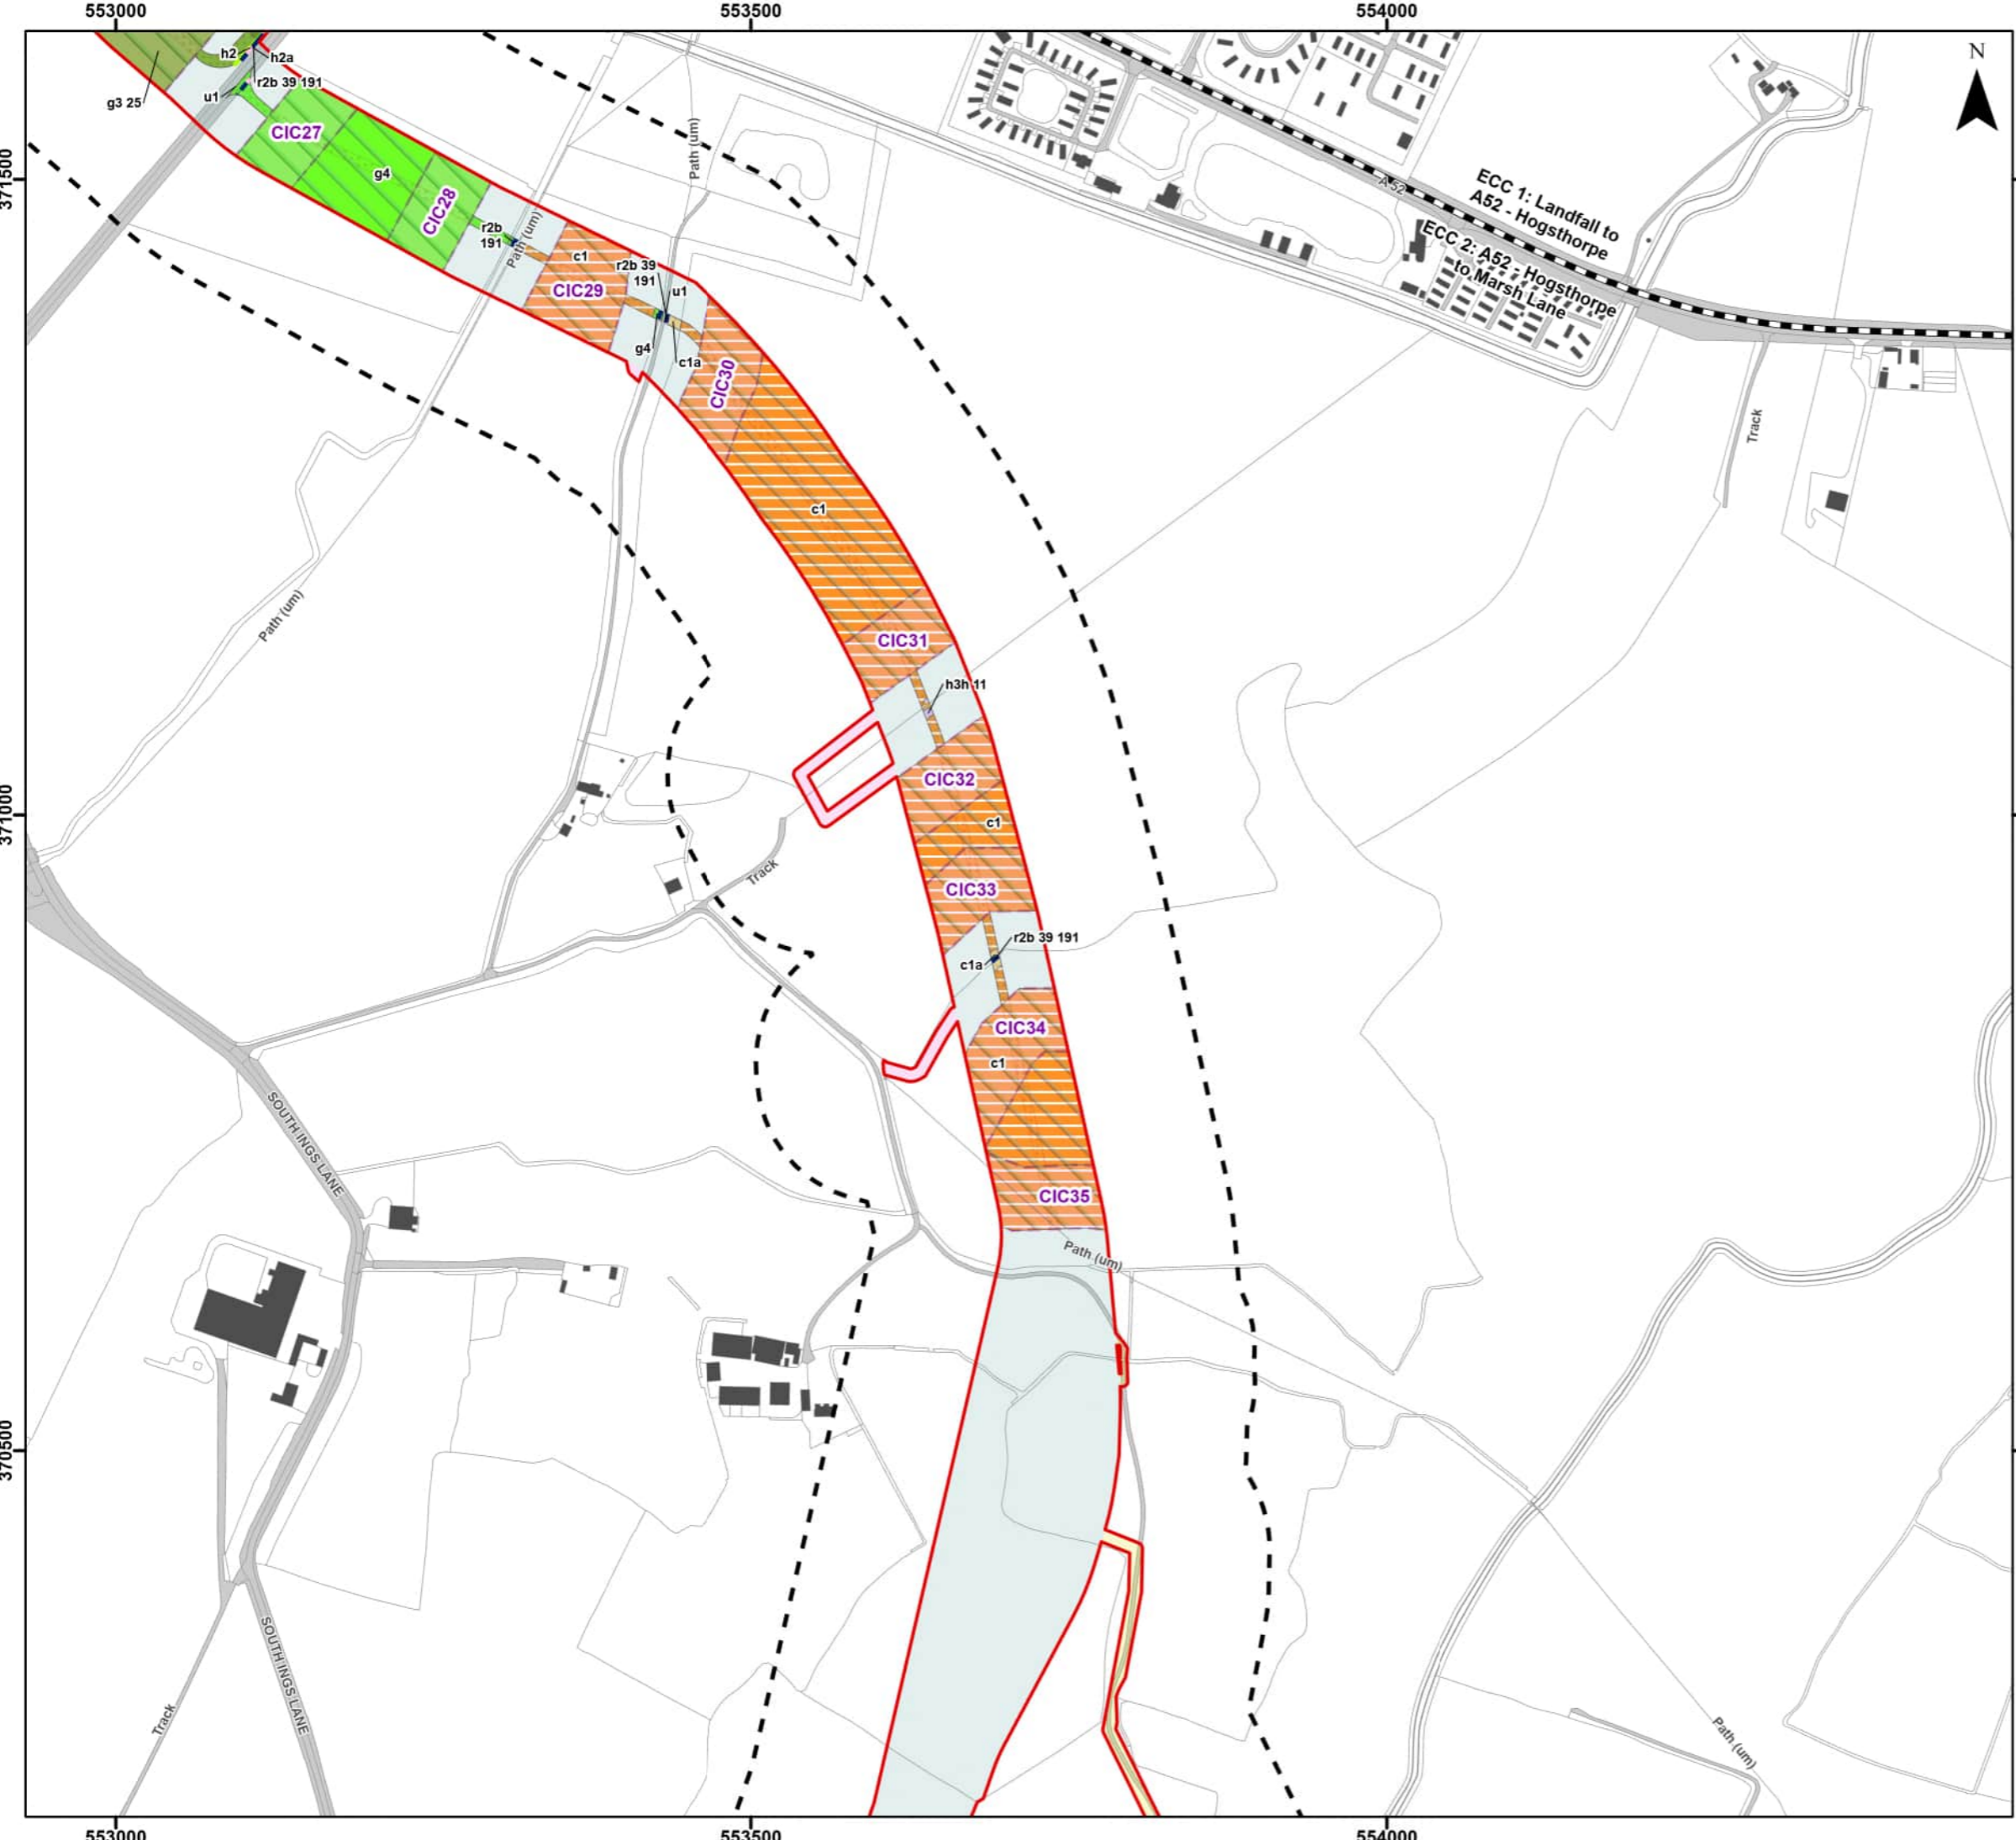 553000
553500
554000
N
h2
h2a
r2b 39 191
u1
g3 25
CIC27
Path (um)
371500
g4
CIC28
A 52
ECC 1: Landfall to
A52 - Hogsthorpe
r2b
191
Path (um)
ECC 2: A52 - Hogsthorpe
to Marsh Lane
c1
r2b 39
191
CIC29
u1
g4
c1a
CIC30
Track
c1
Path (um)
CIC31
h3h 11
CIC32
371000
c1
Track
CIC33
r2b 39 191
c1a
CIC34
c1
SOUTH INGS LANE
CIC35
Path (um)
370500
SOUTH INGS LANE
Track
Path (um)
553000
553500
554000